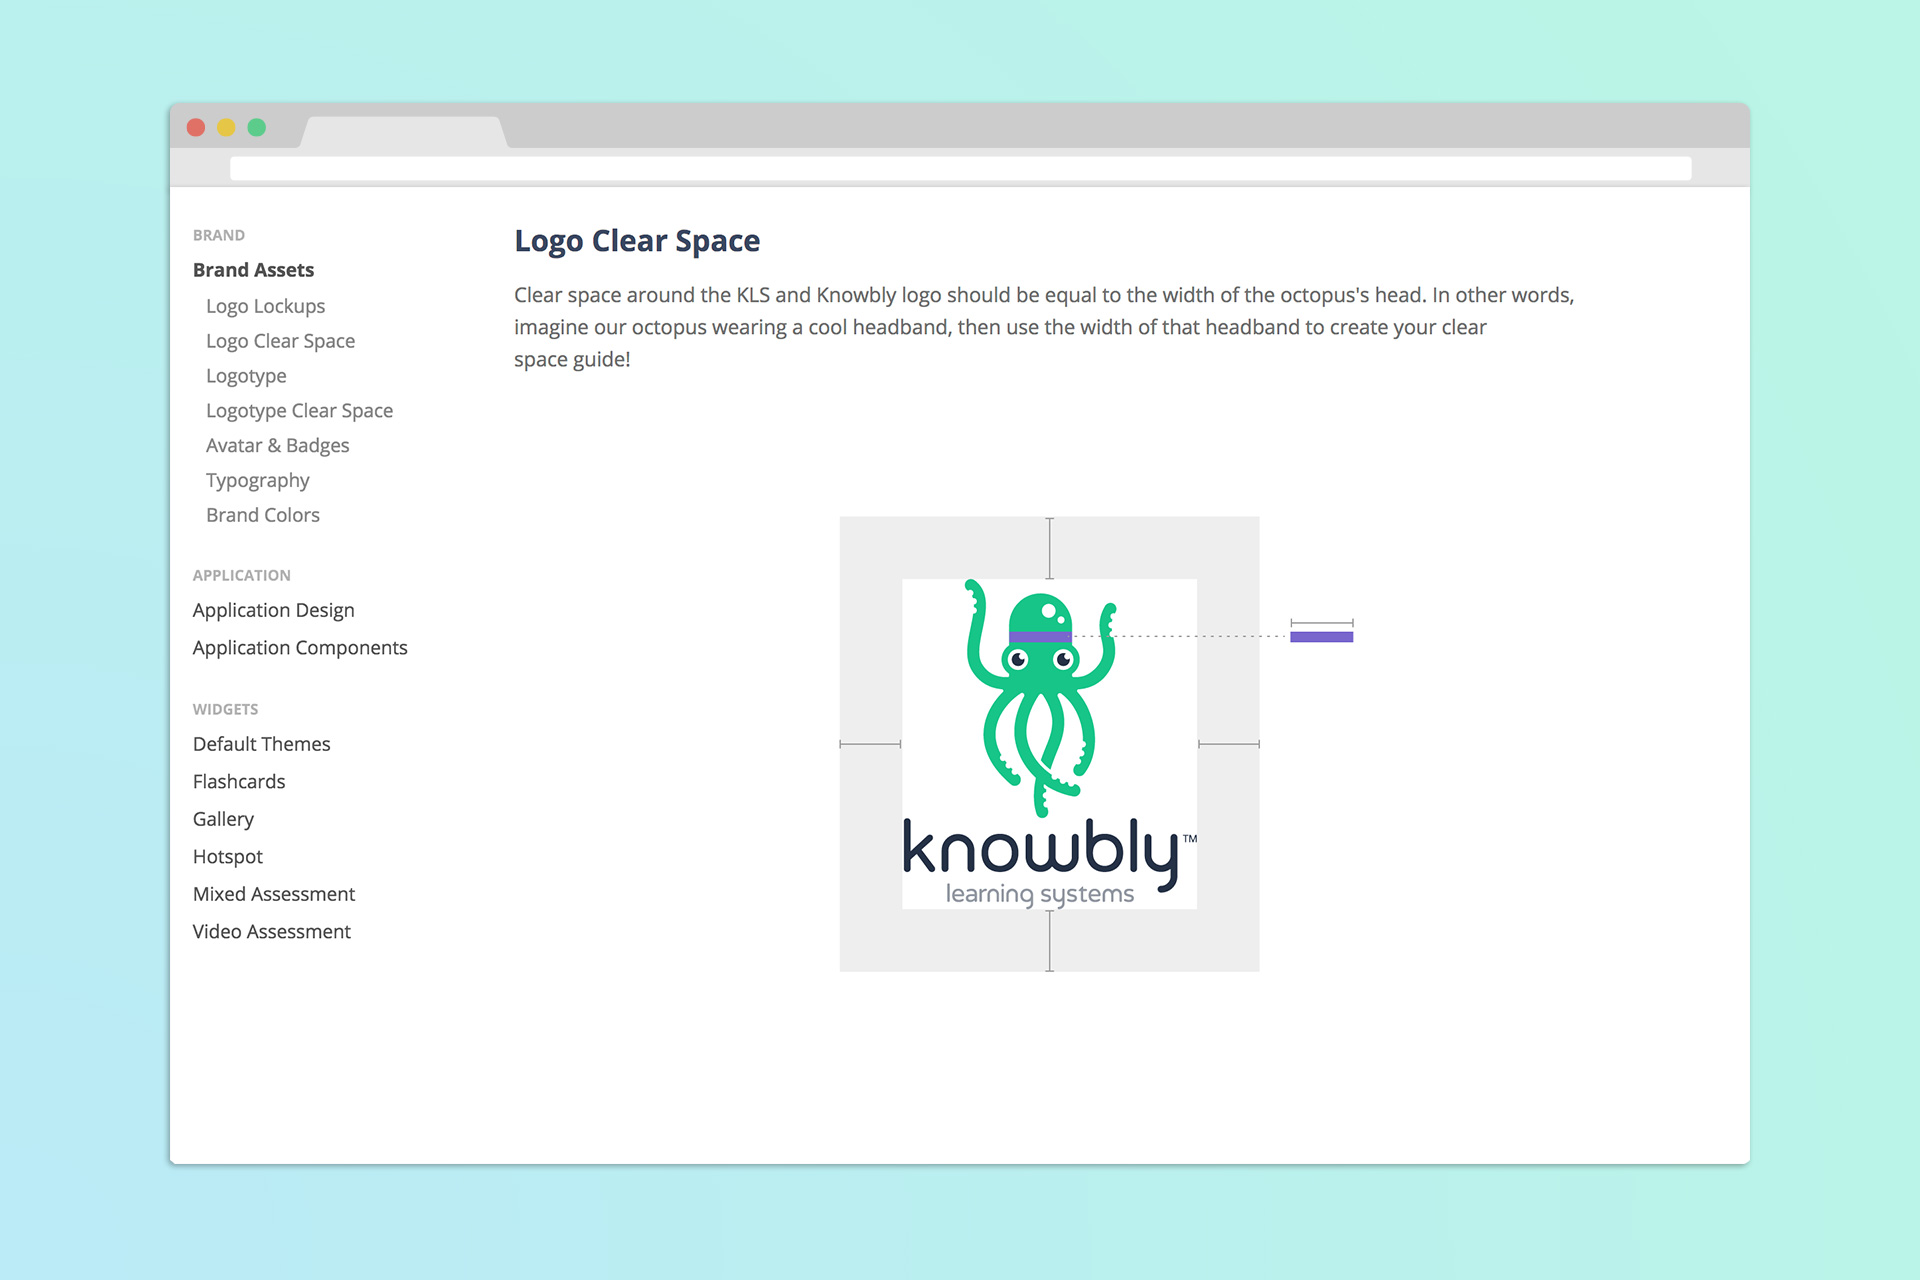 BRAND
Brand Assets
Logo Lockups
Logo Clear Space
Logotype
Logotype Clear Space
Avatar & Badges
Typography
Brand Colors
APPLICATION
Application Design
Application Components
WIDGETS
Default Themes
Flashcards
Gallery
Hotspot
Mixed Assessment
Video Assessment
Logo Clear Space
Clear space around the KLS and Knowbly logo should be equal to the width of the octopus's head. In other words,
imagine our octopus wearing a cool headband, then use the width of that headband to create your clear
space guide!
knowbly™
learning systems